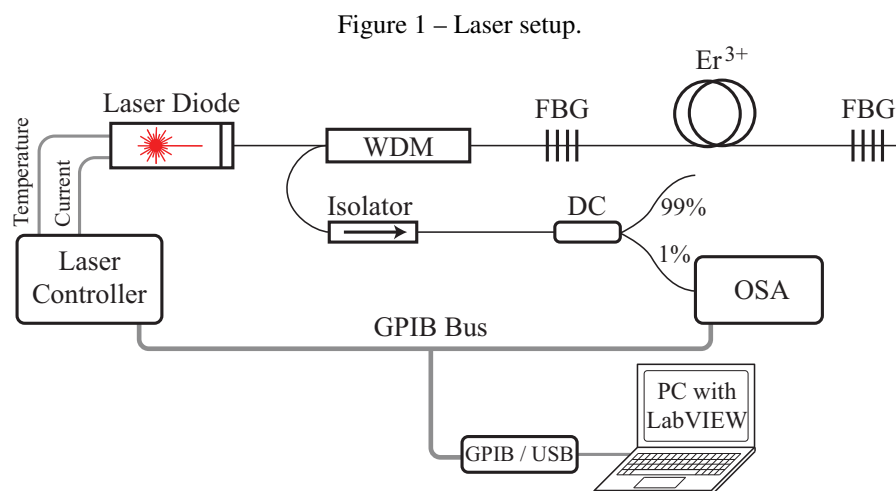 Figure 1 – Laser setup.
Er3+
Laser Diode
FBG
FBG
WDM
Temperature
Current
Isolator
DC
99%
1%
Laser
Controller
OSA
GPIB Bus
PC with
LabVIEW
GPIB / USB